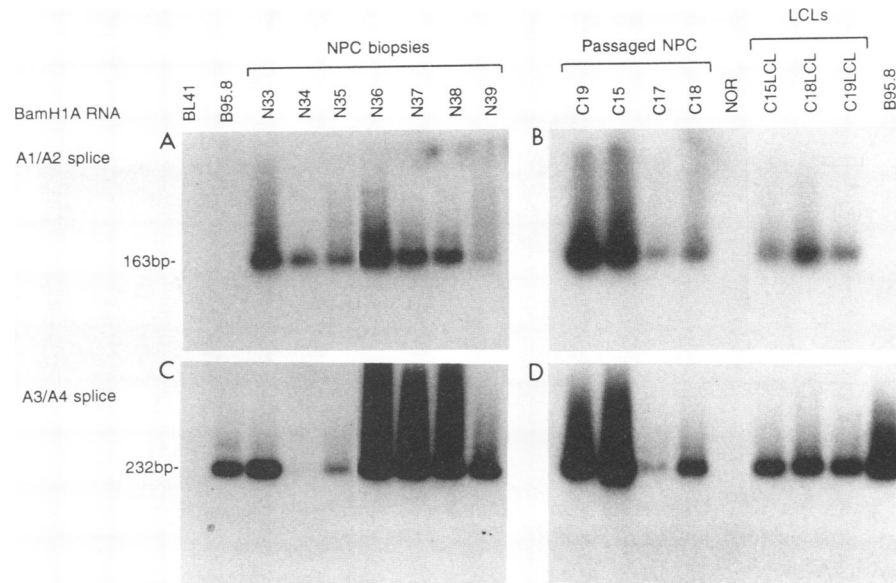 LCLs
NPC biopsies
Passaged NPC
BamH1A RNA
BL41
B95.8
N33
N34
N35
N36
N37
N38
N39
C19
C15
C17
C18
NOR
C15LCL
C18LCL
C19LCL
B95.8
A1/A2 splice
A
B
163bp-
A3/A4 splice
C
D
232bp-